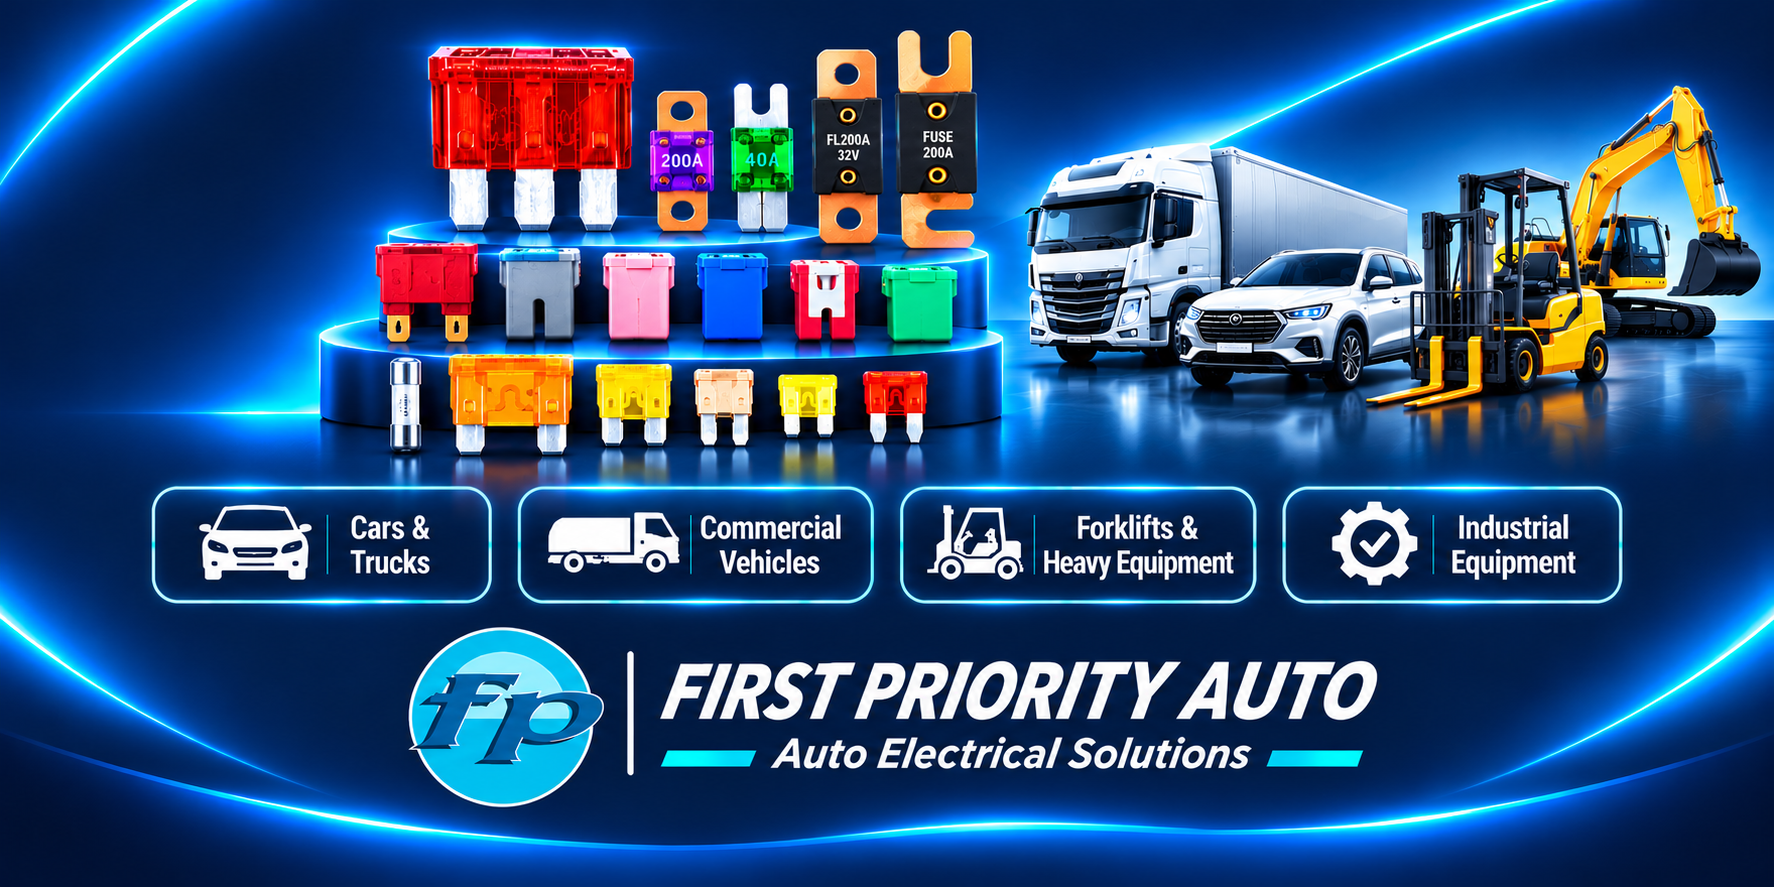 200A
40A
FL200A
32V
FUSE
200A
Cars &
Trucks
Commercial
Vehicles
Forklifts &
Heavy Equipment
Industrial
Equipment
fp
FIRST PRIORITY AUTO
Auto Electrical Solutions